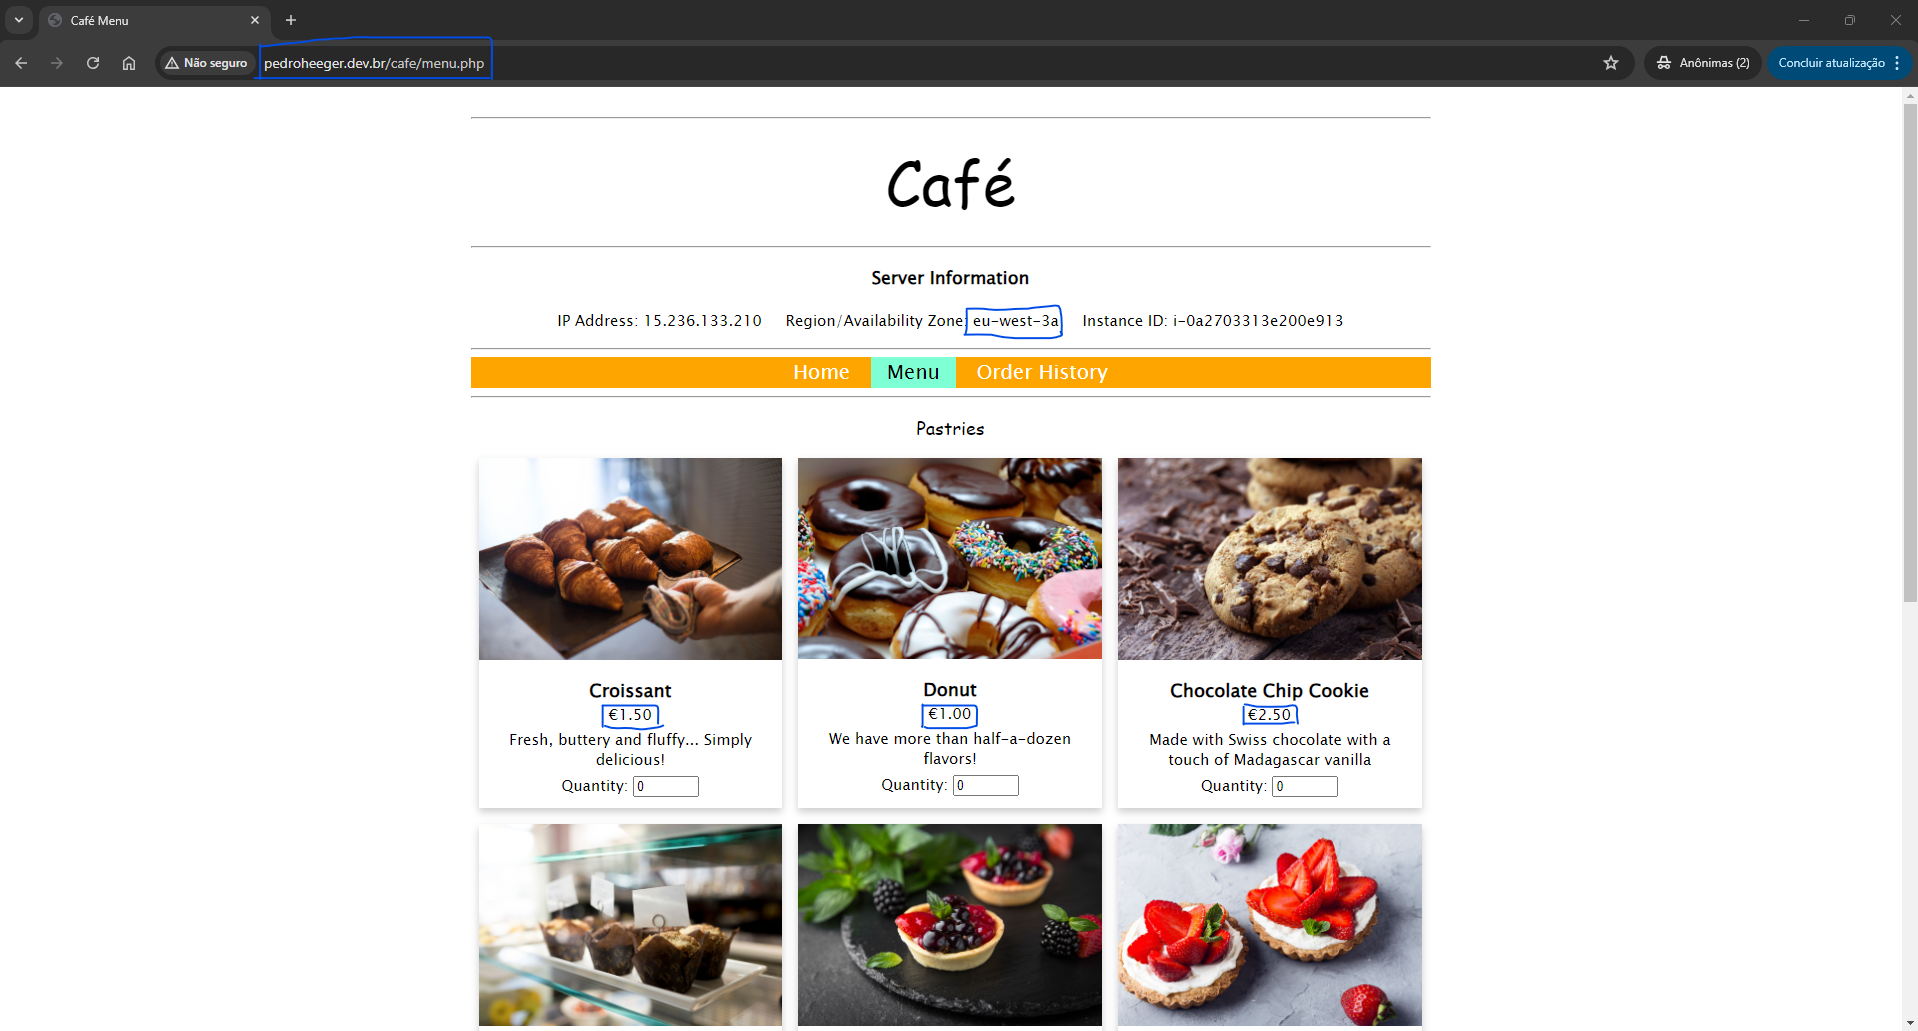 Café Menu
Não seguro
pedroheeger.dev.br/cafe/menu.php
Anônimas (2)
Concluir atualização
Café
Server Information
IP Address: 15.236.133.210 Region/Availability Zone: eu-west-3a Instance ID: i-0a2703313e200e913
Home Menu Order History
Pastries
Croissant
€1.50
Fresh, buttery and fluffy... Simply
delicious!
Quantity: 0
Donut
€1.00
We have more than half-a-dozen
flavors!
Quantity: 0
Chocolate Chip Cookie
€2.50
Made with Swiss chocolate with a
touch of Madagascar vanilla
Quantity: 0